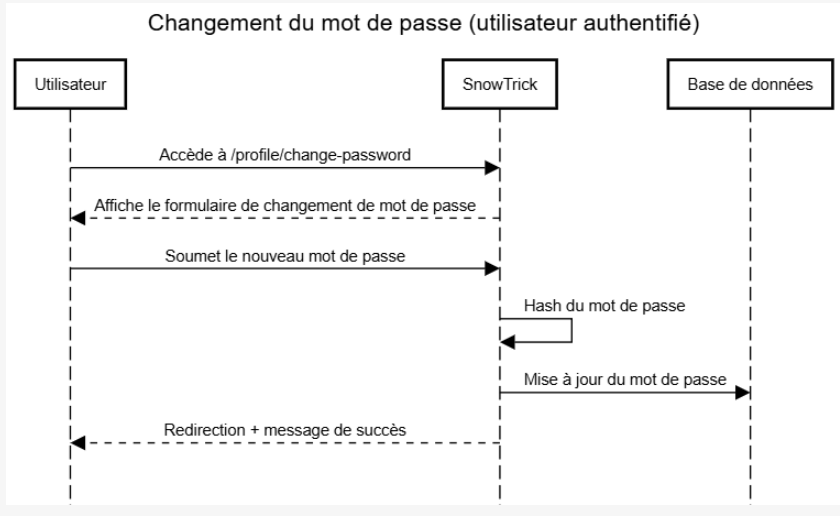 Changement du mot de passe (utilisateur authentifié)
Utilisateur
SnowTrick
Base de données
Accède à /profile/change-password
Affiche le formulaire de changement de mot de passe
Soumet le nouveau mot de passe
Hash du mot de passe
Mise à jour du mot de passe
Redirection + message de succès